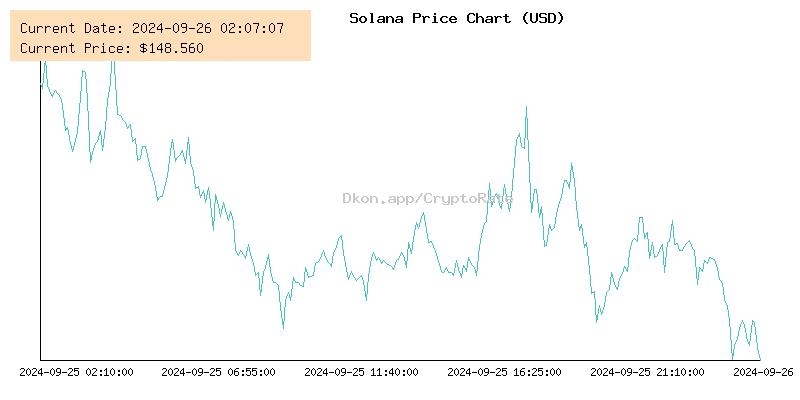 Solana Price Chart (USD)
Current Date: 2024-09-26 02:07:07
Current Price: $148.560
Dkon.app/CryptoRate
2024-09-25 02:10:00 2024-09-25 06:55:00 2024-09-25 11:40:00 2024-09-25 16:25:00 2024-09-25 21:10:00 2024-09-26